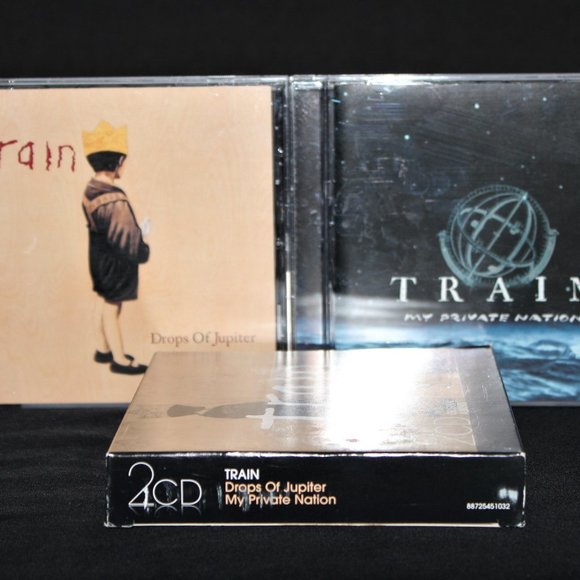 rain
Drops Of Jupiter
TRAIN
MY PRIVATE NATION
2CD
TRAIN
Drops Of Jupiter
My Private Nation
88725451032